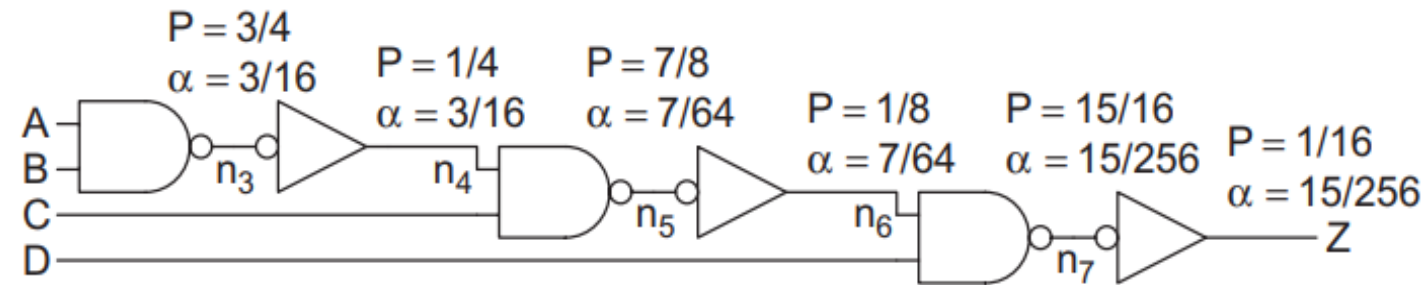 P = 3/4
α = 3/16
P = 1/4
α = 3/16
P = 7/8
α = 7/64
P = 1/8
α = 7/64
P = 15/16
α = 15/256
P = 1/16
α = 15/256
A
B
C
D
n3
n4
n5
n6
n7
Z